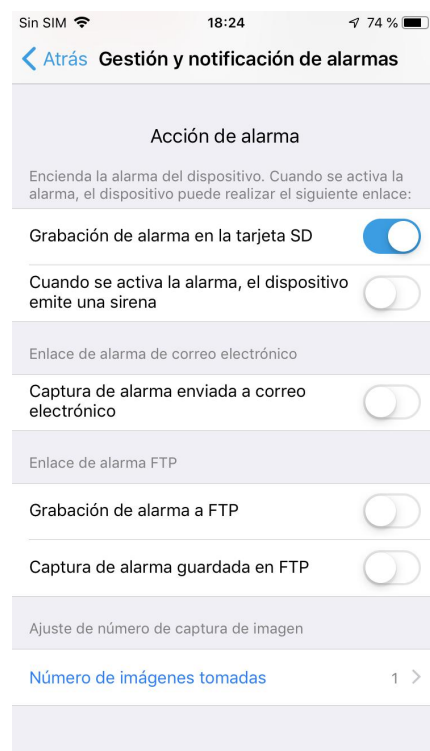 Sin SIM 18:24 74 %
Atrás Gestión y notificación de alarmas
Acción de alarma
Encienda la alarma del dispositivo. Cuando se activa la
alarma, el dispositivo puede realizar el siguiente enlace:
Grabación de alarma en la tarjeta SD
Cuando se activa la alarma, el dispositivo
emite una sirena
Enlace de alarma de correo electrónico
Captura de alarma enviada a correo
electrónico
Enlace de alarma FTP
Grabación de alarma a FTP
Captura de alarma guardada en FTP
Ajuste de número de captura de imagen
Número de imágenes tomadas 1